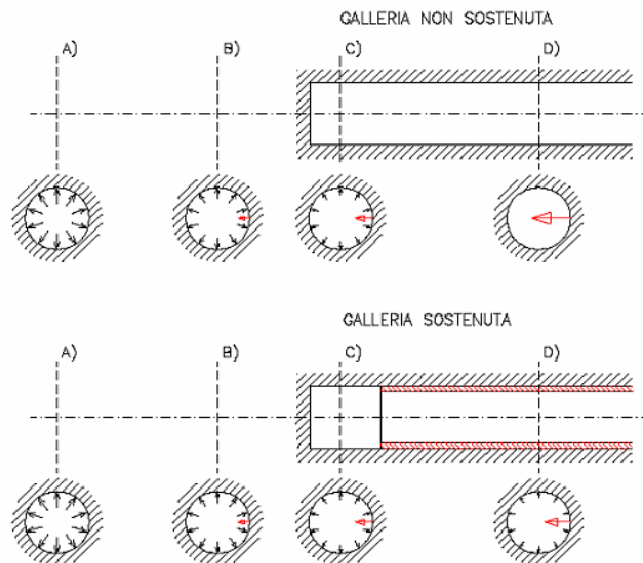 GALLERIA NON SOSTENUTA
A) B) C) D)
GALLERIA SOSTENUTA
A) B) C) D)